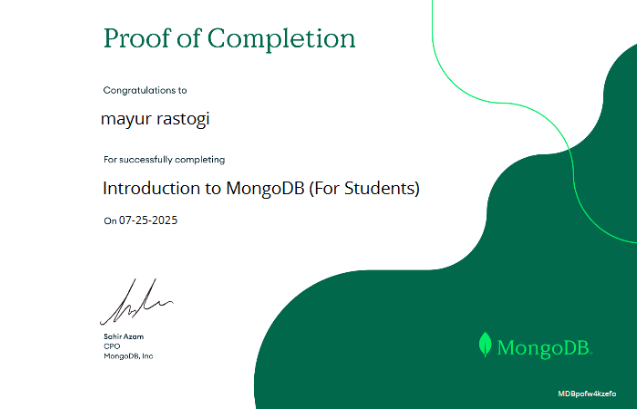 Proof of Completion
Congratulations to
mayur rastogi
For successfully completing
Introduction to MongoDB (For Students)
On 07-25-2025
Sahir Azam
CPO
MongoDB, Inc
MongoDB.
MDBpofw4kzefo